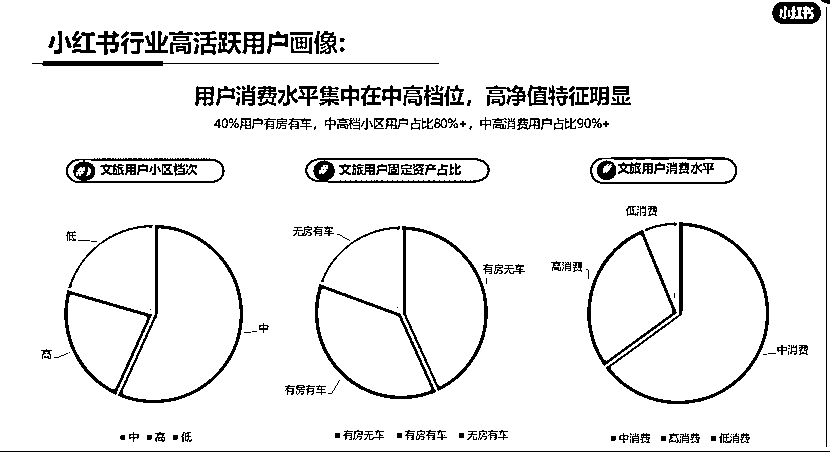 小红书
小红书行业高活跃用户画像:
用户消费水平集中在中高档位，高净值特征明显
40%用户有房有车，中高档小区用户占比80%+，中高消费用户占比90%+
文旅用户小区档次
文旅用户固定资产占比
文旅用户消费水平
低
高
中
中 高 低
无房有车
有房无车
有房有车
有房无车 有房有车 无房有车
低消费
高消费
中消费
中消费 高消费 低消费